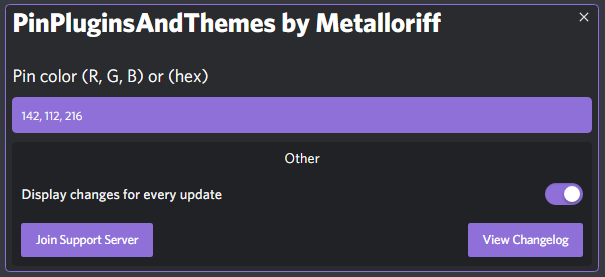 PinPluginsAndThemes by Metalloriff
Pin color (R, G, B) or (hex)
142, 112, 216
Other
Display changes for every update
Join Support Server
View Changelog